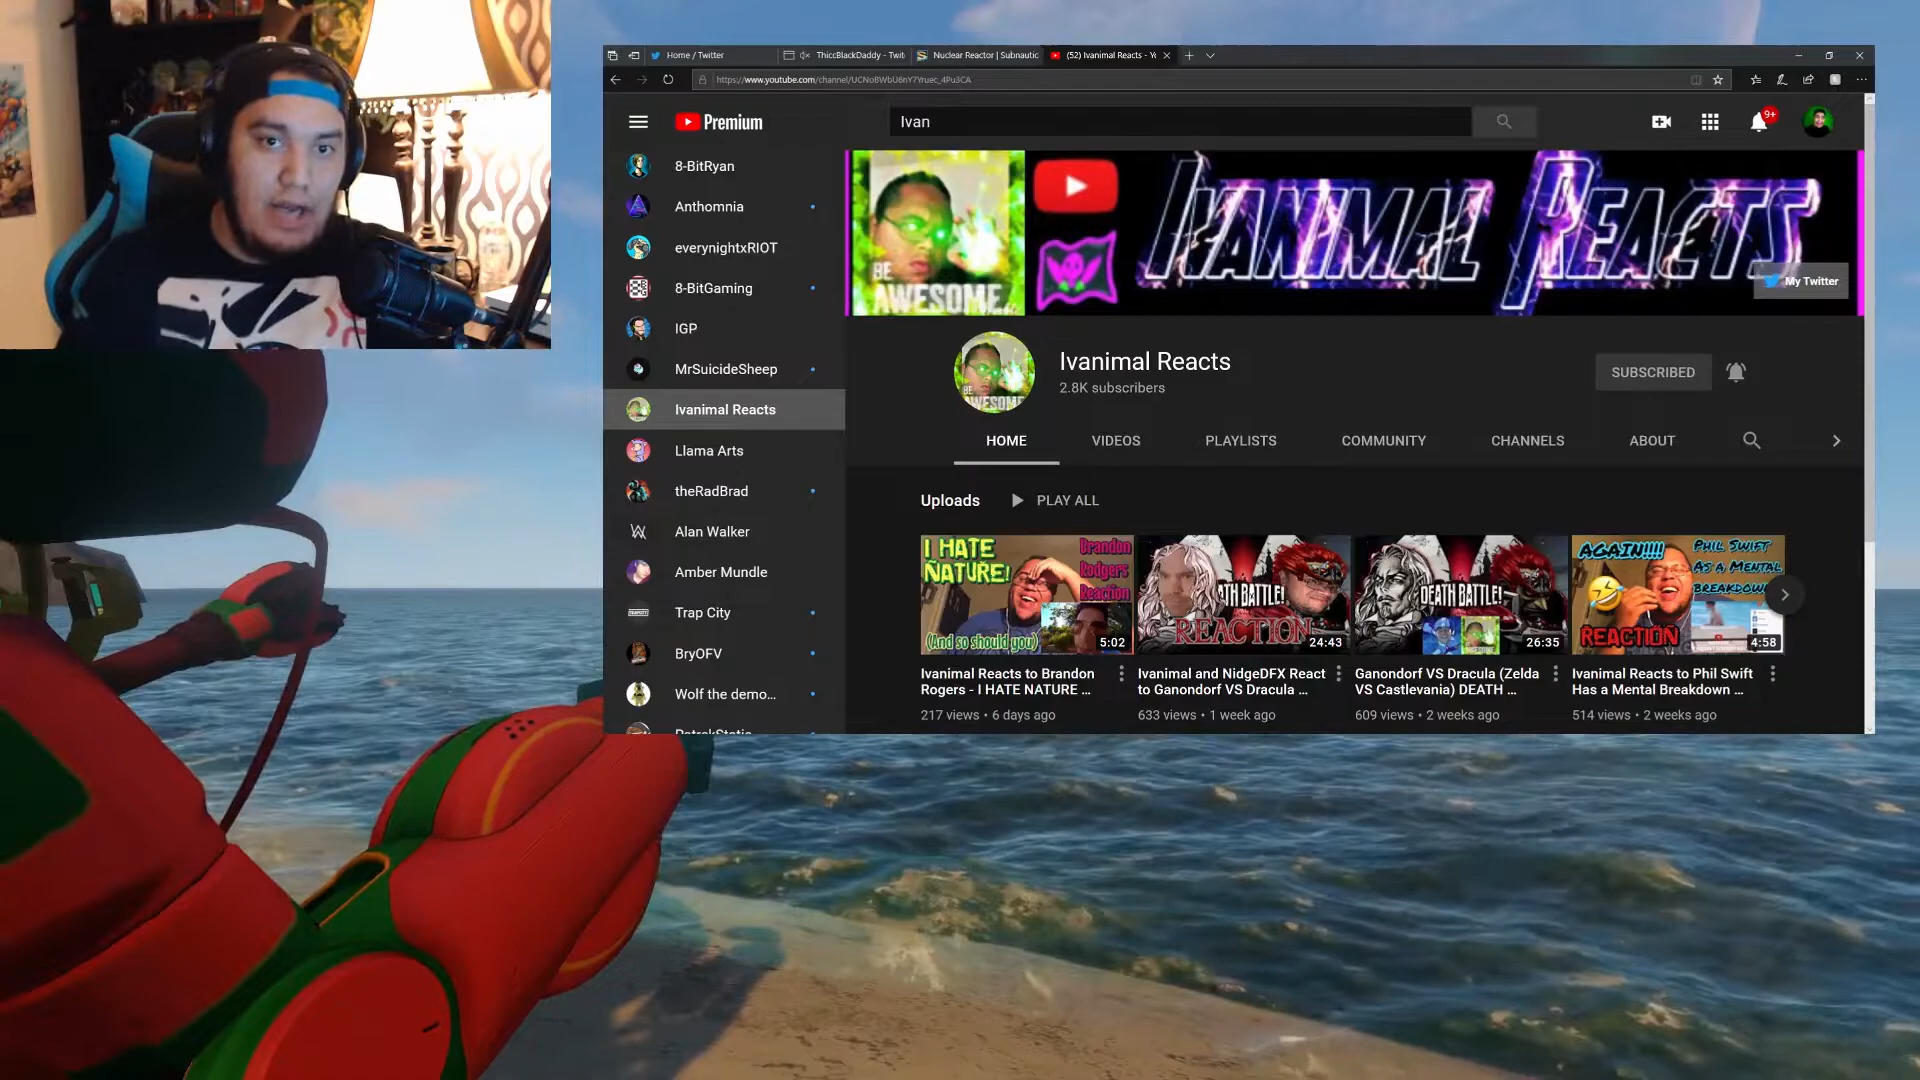 Home / Twitter
ThiccBlackDaddy - Twit
Nuclear Reactor | Subnautic
(52) Ivanimal Reacts - Y
Premium
Ivan
9+
8-BitRyan
Anthomnia
everynightxRIOT
8-BitGaming
IGP
MrSuicideSheep
Ivanimal Reacts
Llama Arts
theRadBrad
Alan Walker
Amber Mundle
Trap City
BryOFV
Wolf the demo...
BE
AWESOME.
IVANIMAL REACTS
My Twitter
Ivanimal Reacts
2.8K subscribers
SUBSCRIBED
HOME
VIDEOS
PLAYLISTS
COMMUNITY
CHANNELS
ABOUT
Uploads
PLAY ALL
I HATE
NATURE!
Brandon
Rodgers
Reaction
(And so should you)
5:02
ATH BATTLE!
REACTION
24:43
DEATH BATTLE!
26:35
AGAIN!!!!
PHIL SWIFT
AS A MENTAL
BREAKDOW
REACTION
4:58
Ivanimal Reacts to Brandon
Rogers - I HATE NATURE ...
217 views • 6 days ago
Ivanimal and NidgeDFX React
to Ganondorf VS Dracula ...
633 views • 1 week ago
Ganondorf VS Dracula (Zelda
VS Castlevania) DEATH ...
609 views • 2 weeks ago
Ivanimal Reacts to Phil Swift
Has a Mental Breakdown ...
514 views • 2 weeks ago